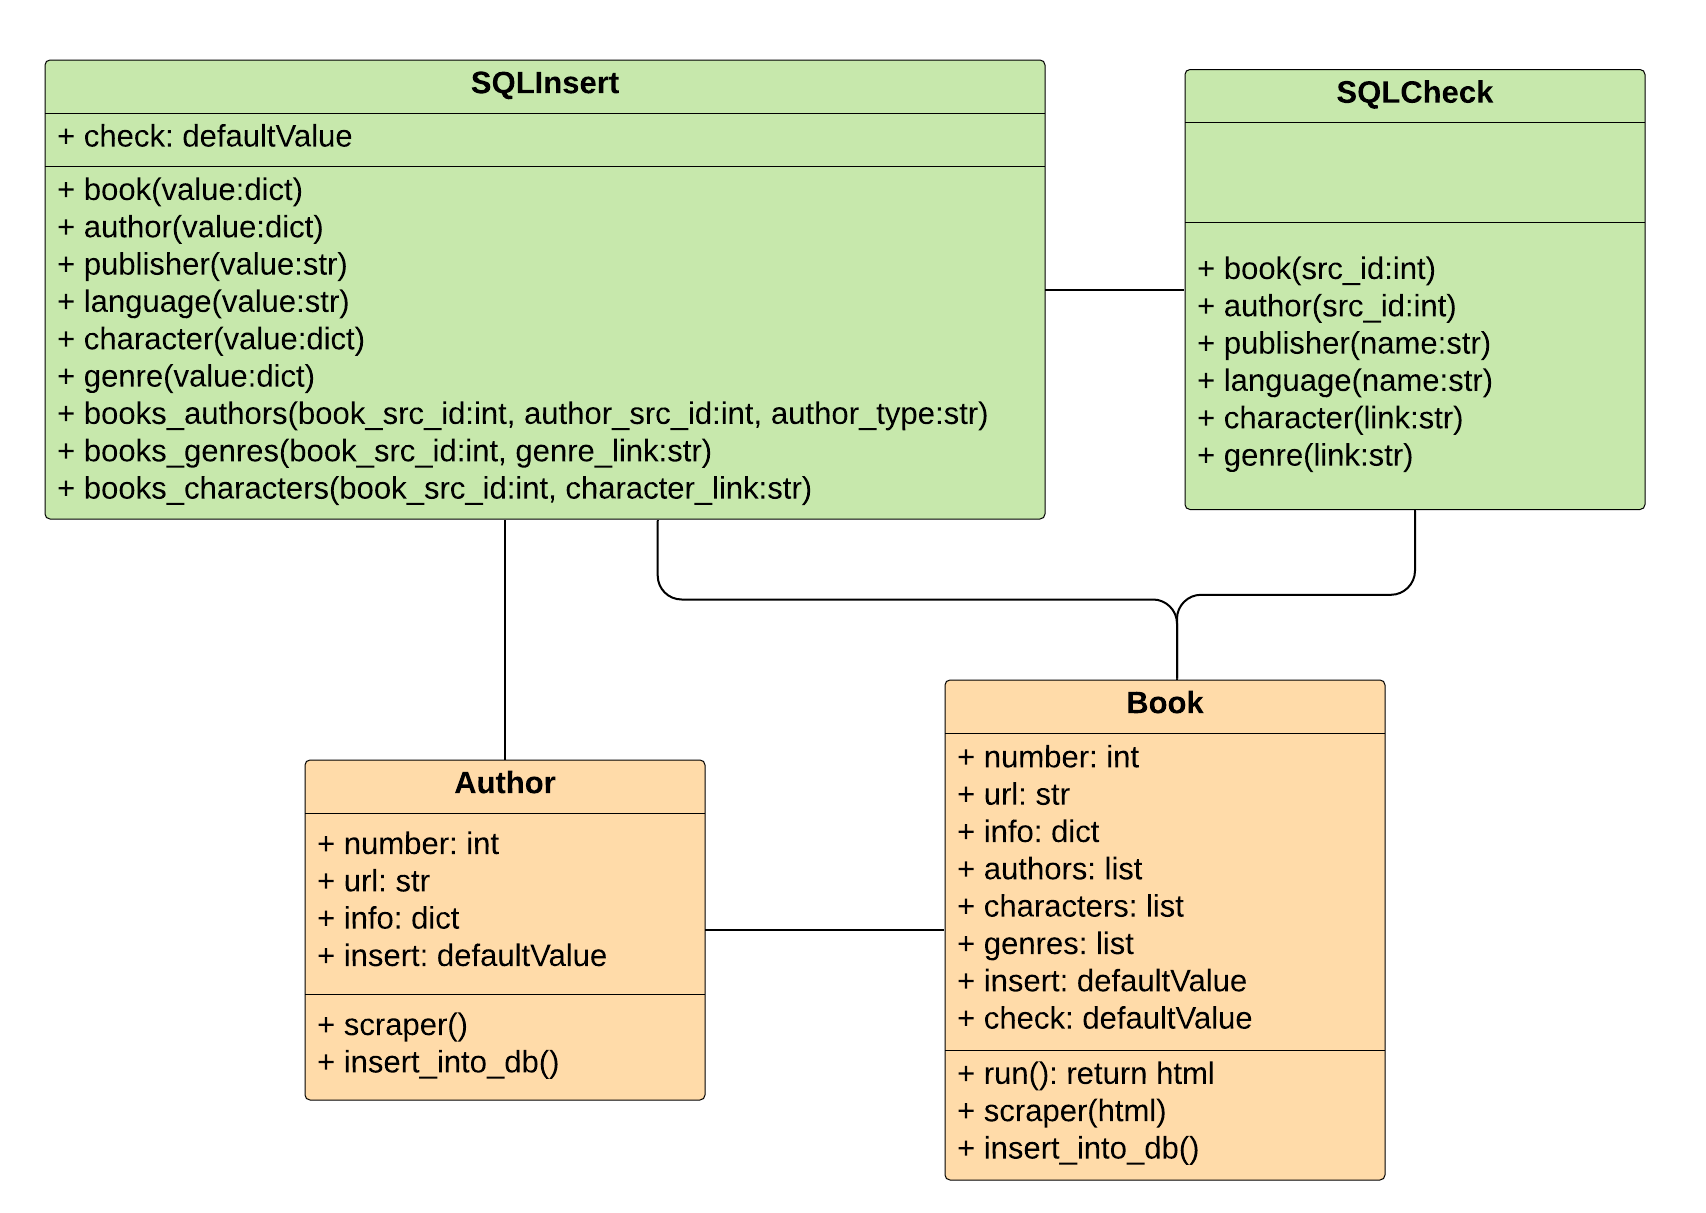 SQLInsert
+ check: defaultValue
+ book(value:dict)
+ author(value:dict)
+ publisher(value:str)
+ language(value:str)
+ character(value:dict)
+ genre(value:dict)
+ books_authors(book_src_id:int, author_src_id:int, author_type:str)
+ books_genres(book_src_id:int, genre_link:str)
+ books_characters(book_src_id:int, character_link:str)
SQLCheck
+ book(src_id:int)
+ author(src_id:int)
+ publisher(name:str)
+ language(name:str)
+ character(link:str)
+ genre(link:str)
Author
+ number: int
+ url: str
+ info: dict
+ insert: defaultValue
+ scraper()
+ insert_into_db()
Book
+ number: int
+ url: str
+ info: dict
+ authors: list
+ characters: list
+ genres: list
+ insert: defaultValue
+ check: defaultValue
+ run(): return html
+ scraper(html)
+ insert_into_db()